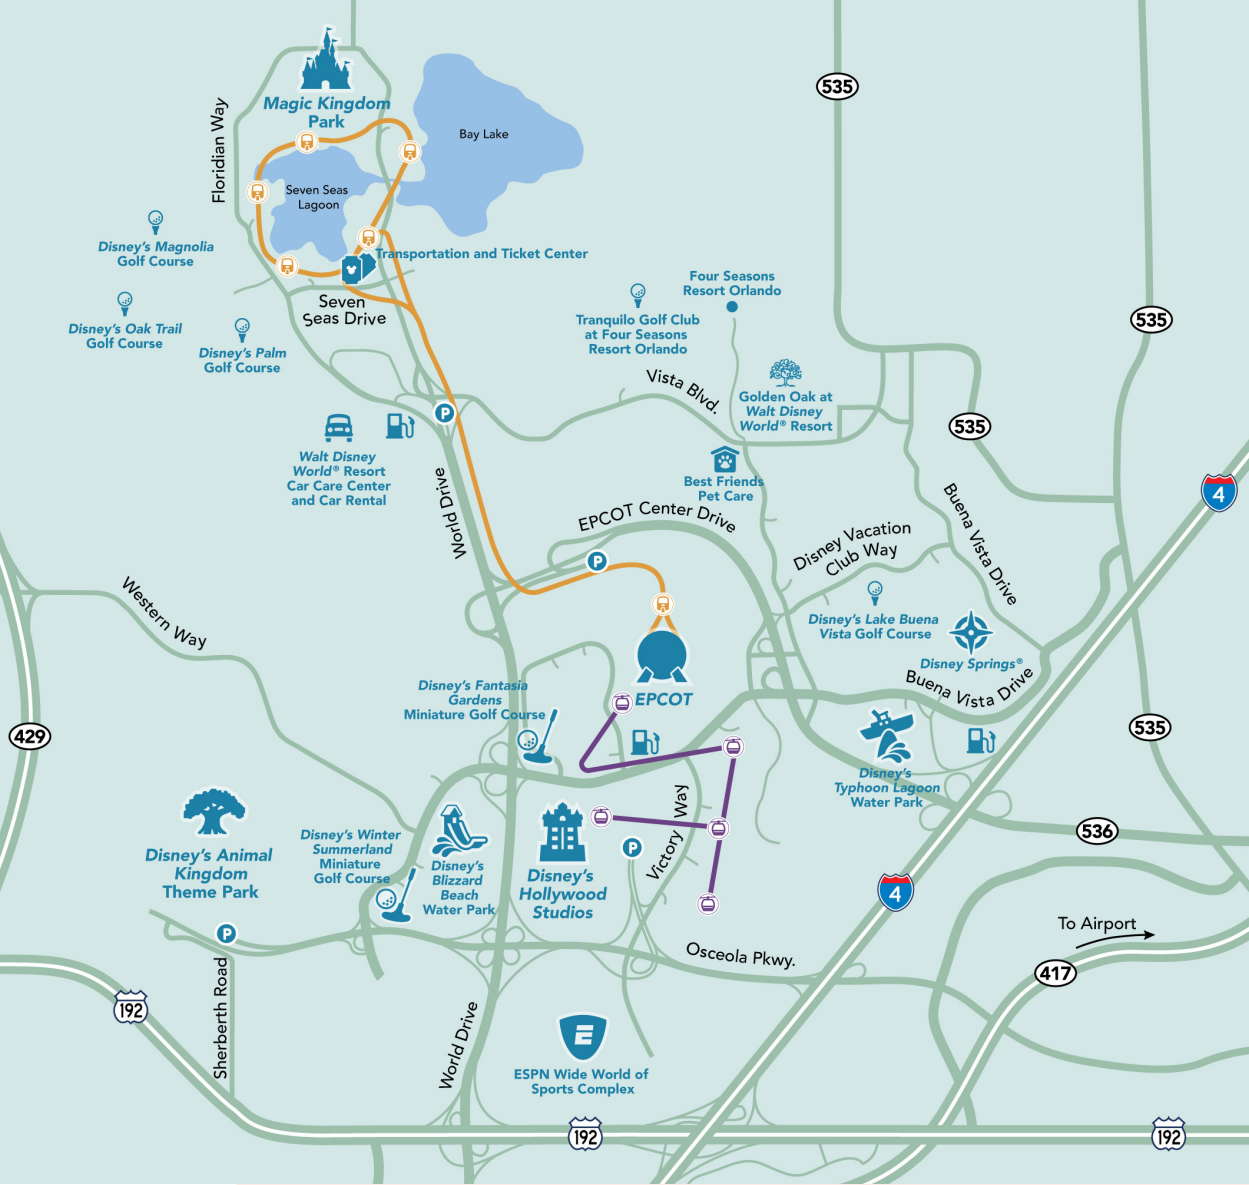 535
Magic Kingdom
Park
Floridian Way
Bay Lake
Seven Seas
Lagoon
Disney's Magnolia
Golf Course
Transportation and Ticket Center
Four Seasons
Resort Orlando
Seven
Seas Drive
Disney's Oak Trail
Golf Course
Disney's Palm
Golf Course
Tranquilo Golf Club
at Four Seasons
Resort Orlando
535
Vista Blvd.
Golden Oak at
Walt Disney
World® Resort
P
535
Walt Disney
World® Resort
Car Care Center
and Car Rental
World Drive
Best Friends
Pet Care
4
EPCOT Center Drive
Disney Vacation
Club Way
Buena Vista Drive
P
Western Way
Disney's Lake Buena
Vista Golf Course
Disney Springs®
Buena Vista Drive
EPCOT
Disney's Fantasia
Gardens
Miniature Golf Course
429
535
Disney's
Typhoon Lagoon
Water Park
536
Victory Way
P
Disney's Animal
Kingdom
Theme Park
Disney's Winter
Summerland
Miniature
Golf Course
Disney's
Blizzard
Beach
Water Park
Disney's
Hollywood
Studios
4
To Airport
P
Osceola Pkwy.
417
192
Sherberth Road
World Drive
E
ESPN Wide World of
Sports Complex
192
192